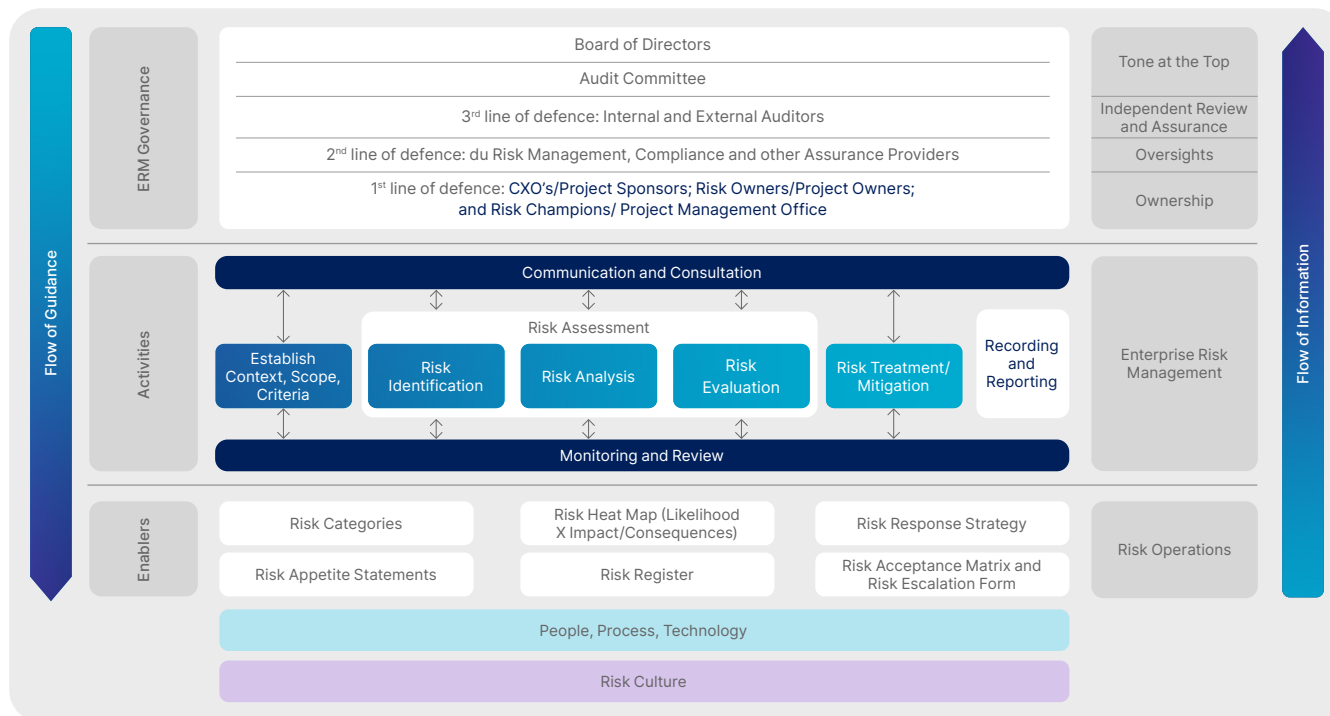 Flow of Guidance
ERM Governance
Board of Directors
Audit Committee
3rd line of defence: Internal and External Auditors
2nd line of defence: du Risk Management, Compliance and other Assurance Providers
1st line of defence: CXO's/Project Sponsors; Risk Owners/Project Owners;
and Risk Champions/ Project Management Office
Tone at the Top
Independent Review
and Assurance
Oversights
Ownership
Flow of Information
Activities
Communication and Consultation
Risk Assessment
Establish
Context, Scope,
Criteria
Risk
Identification
Risk Analysis
Risk
Evaluation
Risk Treatment/
Mitigation
Recording
and
Reporting
Monitoring and Review
Enterprise Risk
Management
Enablers
Risk Categories
Risk Heat Map (Likelihood
X Impact/Consequences)
Risk Response Strategy
Risk Appetite Statements
Risk Register
Risk Acceptance Matrix and
Risk Escalation Form
Risk Operations
People, Process, Technology
Risk Culture